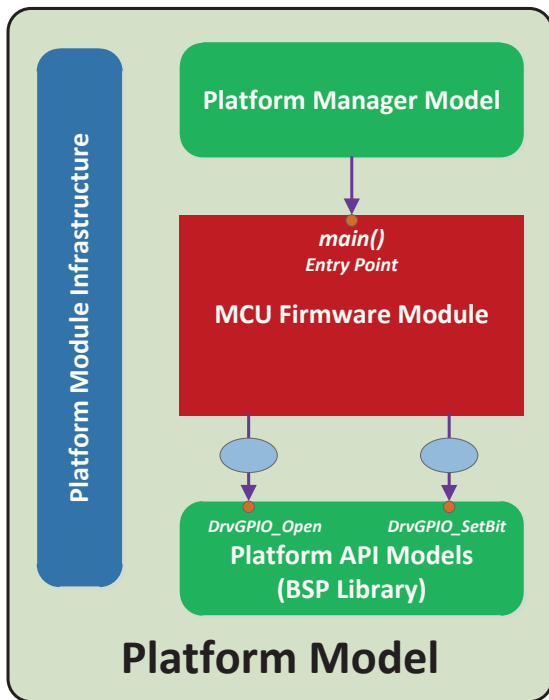 Platform Module Infrastructure
Platform Manager Model
main()
Entry Point
MCU Firmware Module
DrvGPIO_Open
DrvGPIO_SetBit
Platform API Models
(BSP Library)
Platform Model